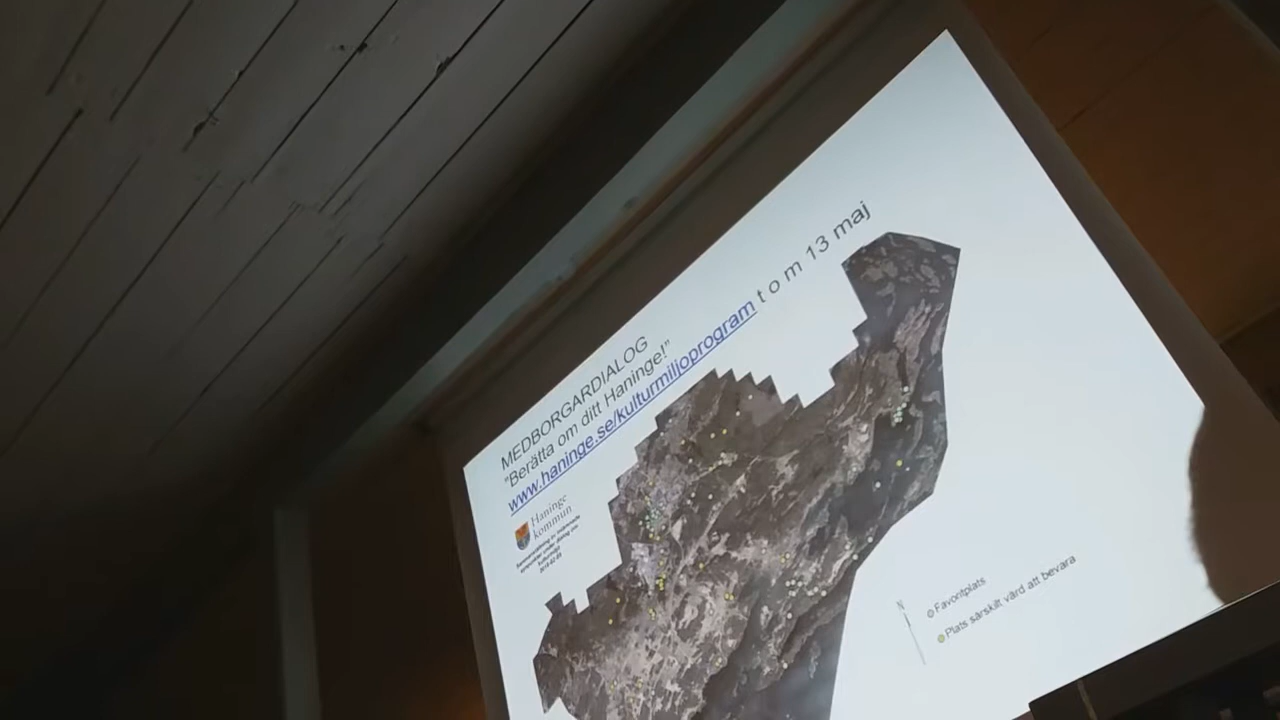 MEDBORGARDIALOG
"Berätta om ditt Haninge!"
www.haninge.se/kulturmiljoprogram t o m 13 maj
Haninge
kommun
N
Favoritplats
Plats särskilt värd att bevara